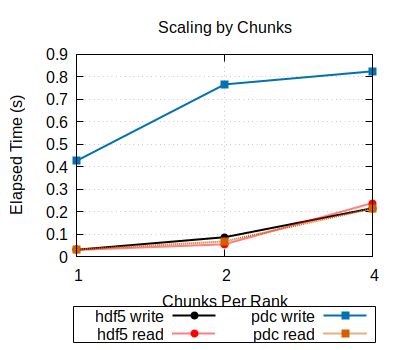 Scaling by Chunks
Elapsed Time (s)
0.9
0.8
0.7
0.6
0.5
0.4
0.3
0.2
0.1
0
1 2 4
Chunks Per Rank
hdf5 write pdc write
hdf5 read pdc read